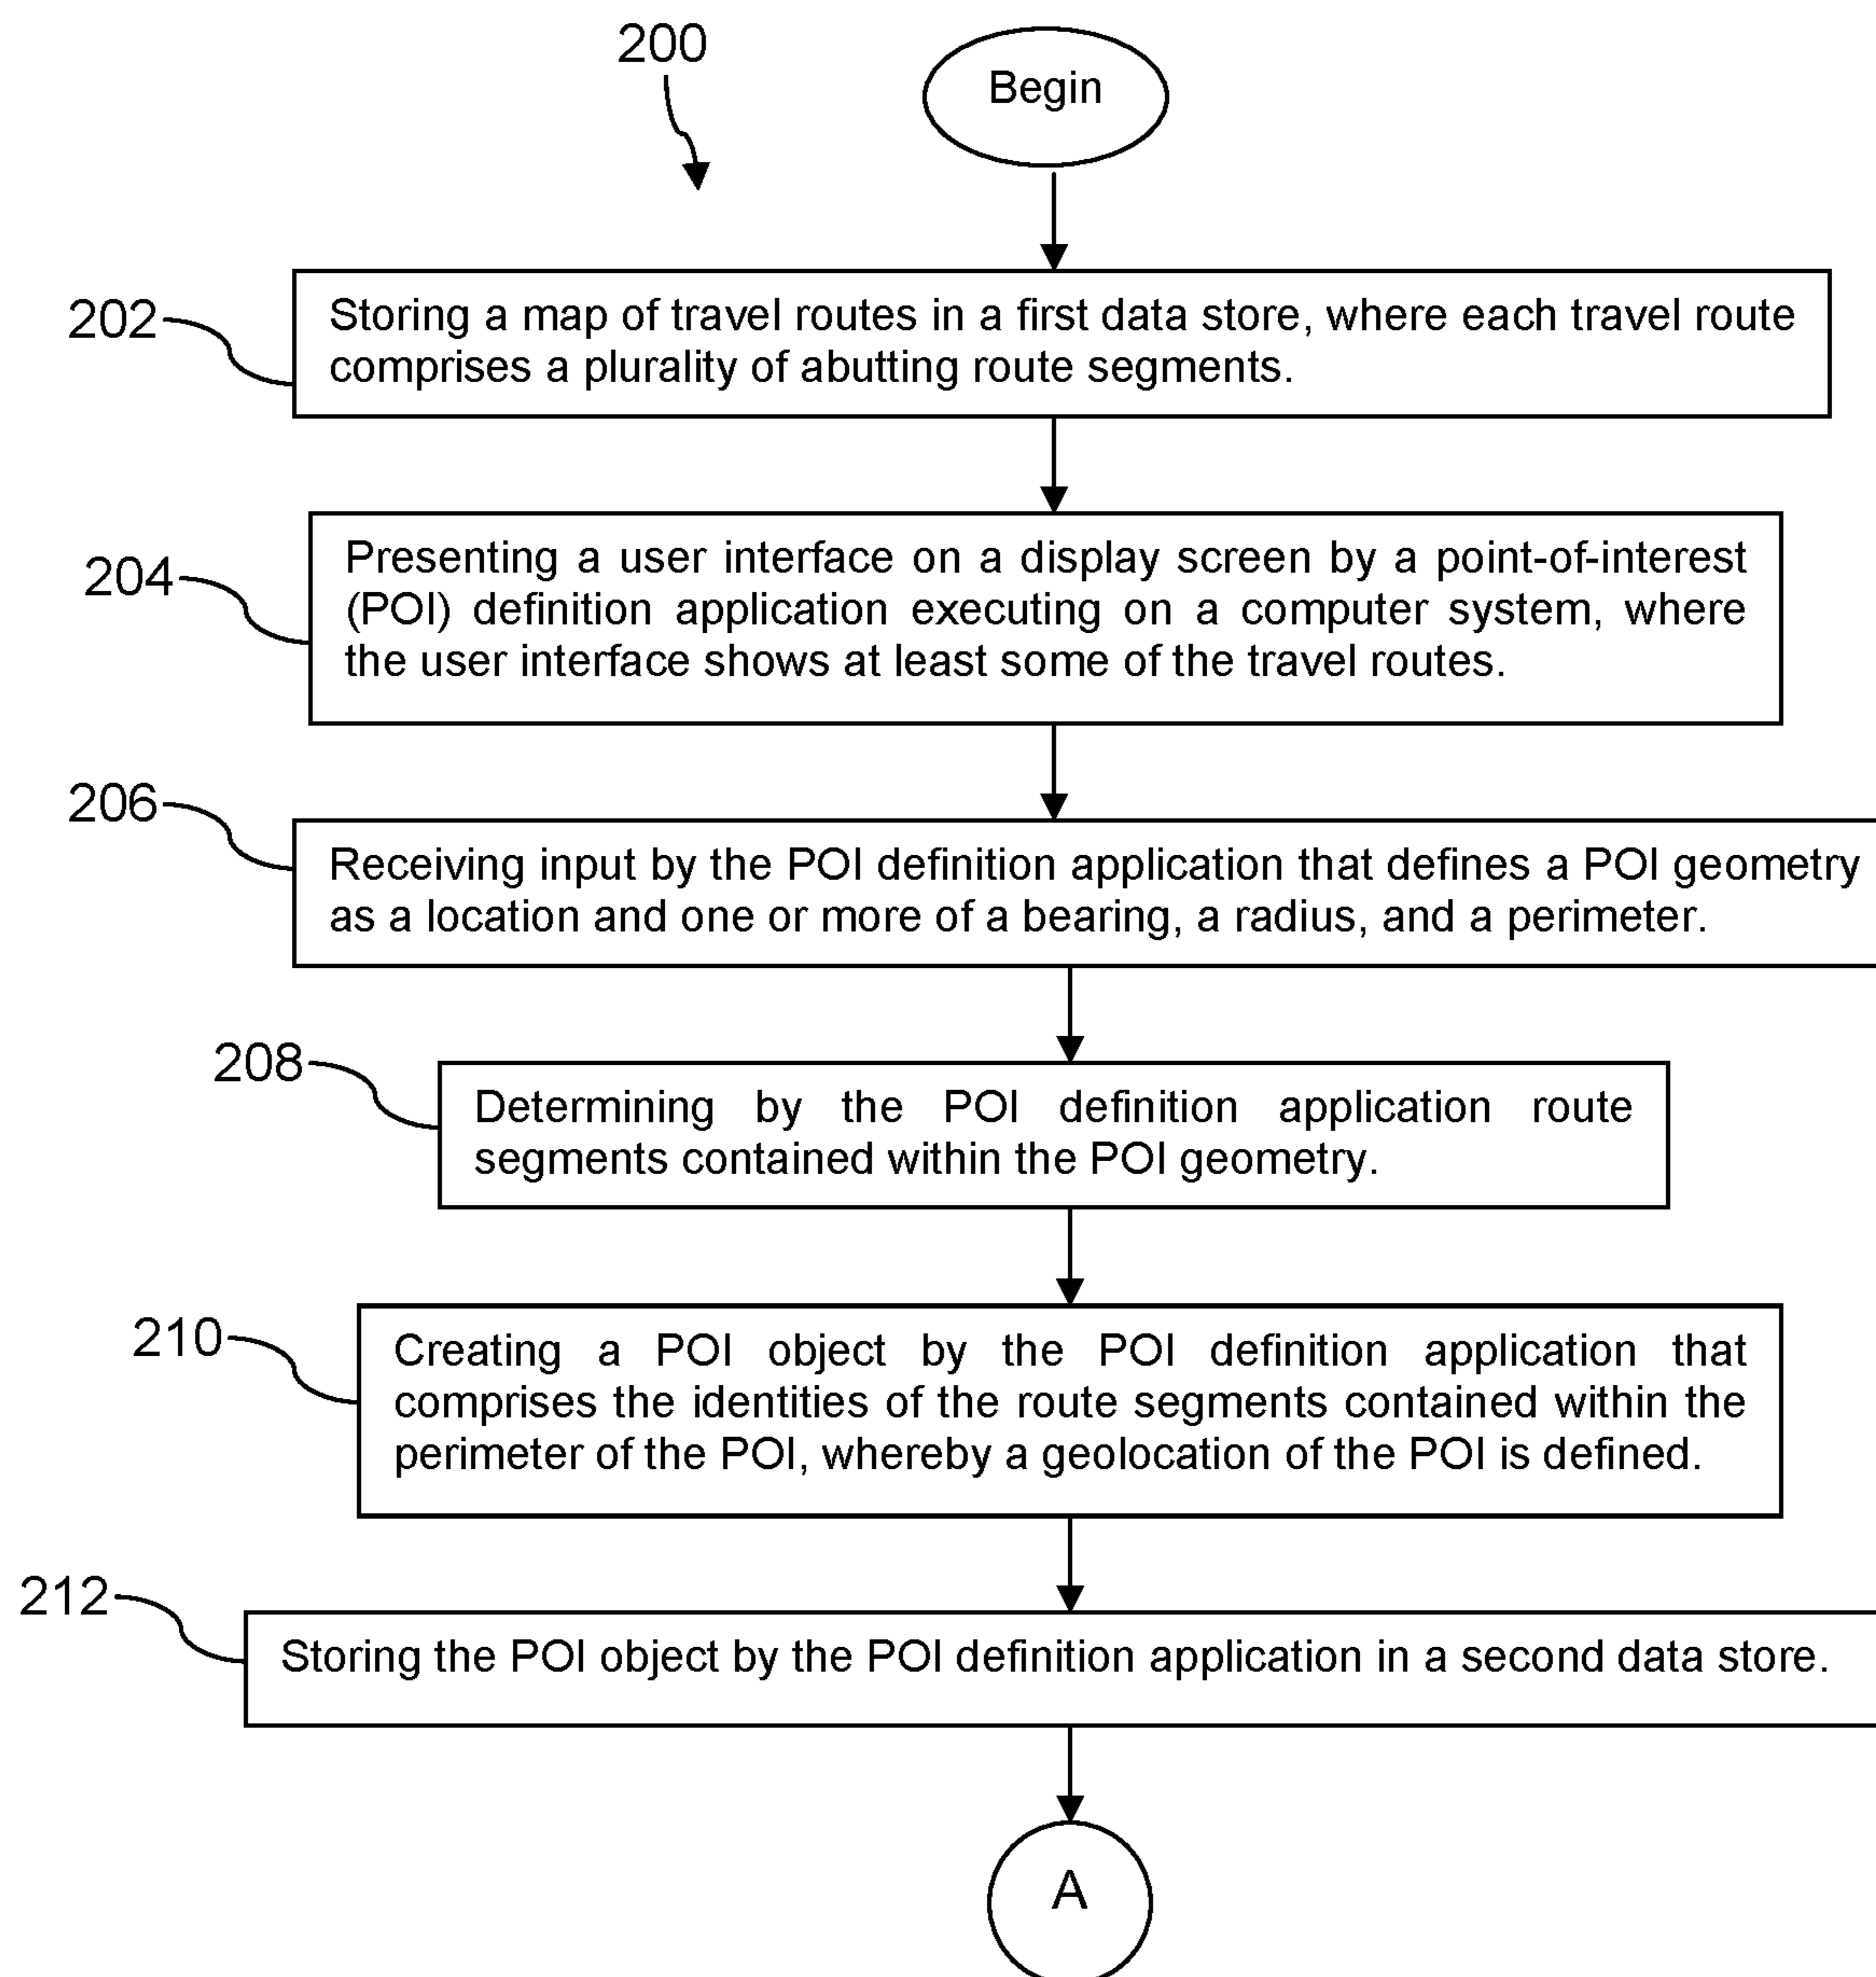 200
Begin
202
Storing a map of travel routes in a first data store, where each travel route
comprises a plurality of abutting route segments.
204
Presenting a user interface on a display screen by a point-of-interest
(POI) definition application executing on a computer system, where
the user interface shows at least some of the travel routes.
206
Receiving input by the POI definition application that defines a POI geometry
as a location and one or more of a bearing, a radius, and a perimeter.
208
Determining by the POI definition application route
segments contained within the POI geometry.
210
Creating a POI object by the POI definition application that
comprises the identities of the route segments contained within the
perimeter of the POI, whereby a geolocation of the POI is defined.
212
Storing the POI object by the POI definition application in a second data store.
A